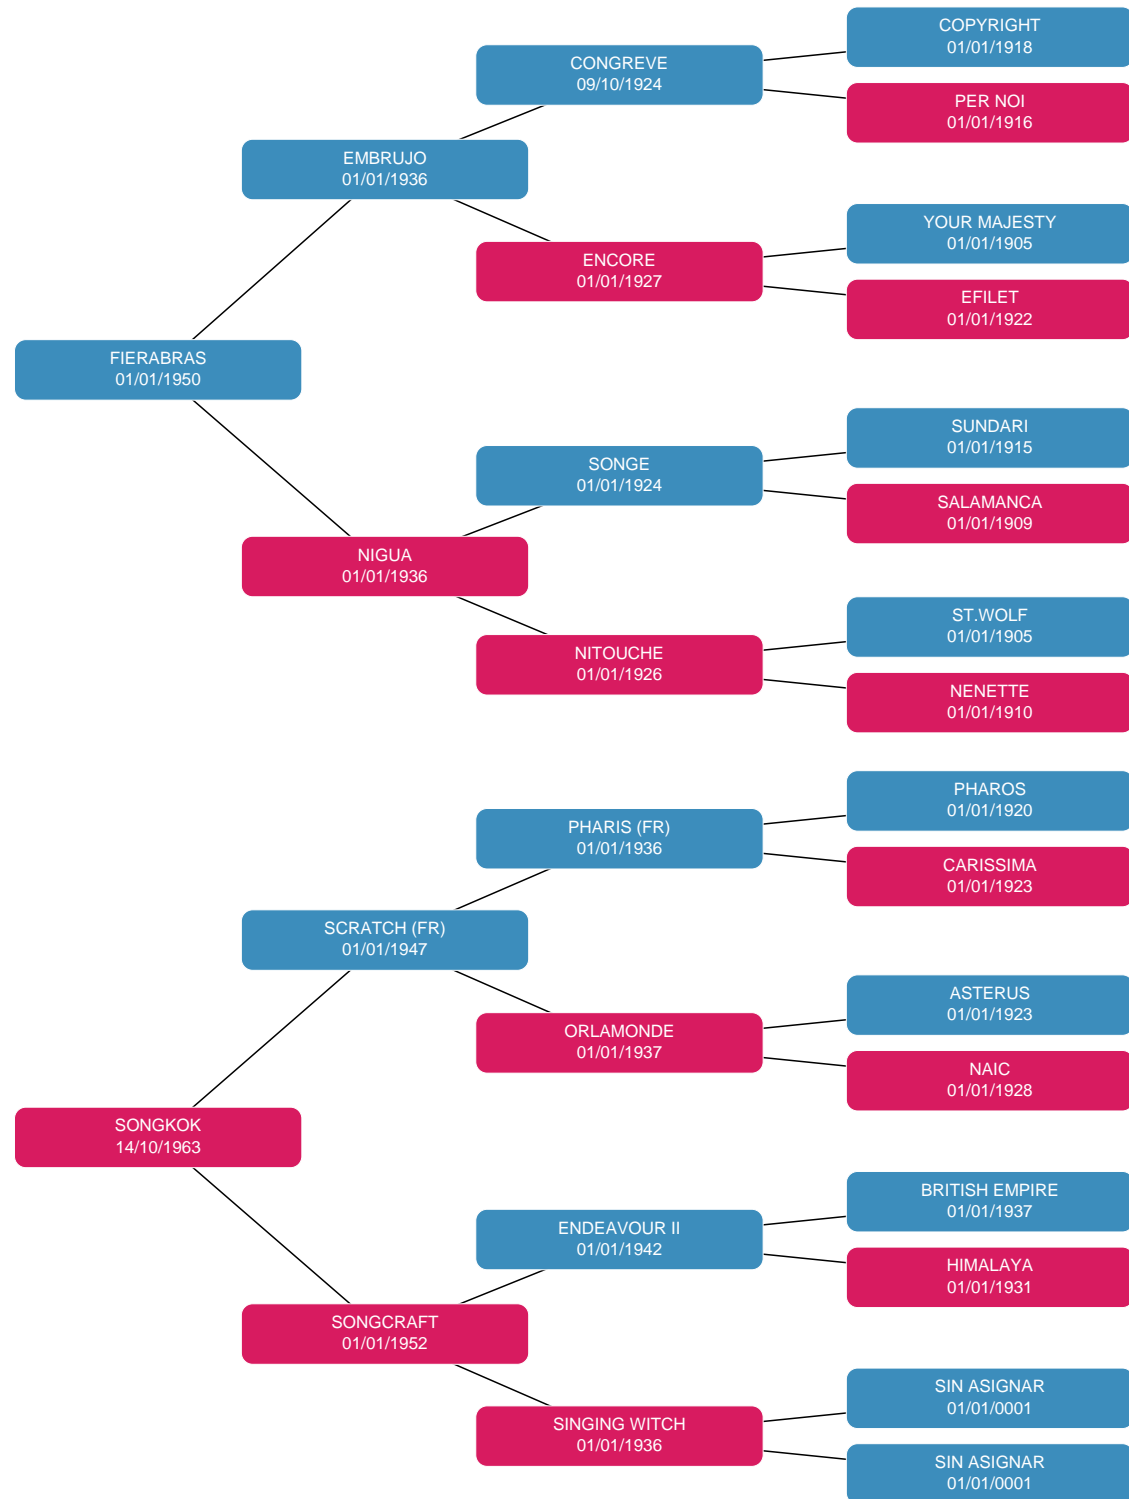 COPYRIGHT
01/01/1918
CONGREVE
09/10/1924
PER NOI
01/01/1916
EMBRUJO
01/01/1936
YOUR MAJESTY
01/01/1905
ENCORE
01/01/1927
EFILET
01/01/1922
FIERABRAS
01/01/1950
SUNDARI
01/01/1915
SONGE
01/01/1924
SALAMANCA
01/01/1909
NIGUA
01/01/1936
ST.WOLF
01/01/1905
NITOUCHE
01/01/1926
NENETTE
01/01/1910
PHAROS
01/01/1920
PHARIS (FR)
01/01/1936
CARISSIMA
01/01/1923
SCRATCH (FR)
01/01/1947
ASTERUS
01/01/1923
ORLAMONDE
01/01/1937
NAIC
01/01/1928
SONGKOK
14/10/1963
BRITISH EMPIRE
01/01/1937
ENDEAVOUR II
01/01/1942
HIMALAYA
01/01/1931
SONGCRAFT
01/01/1952
SIN ASIGNAR
01/01/0001
SINGING WITCH
01/01/1936
SIN ASIGNAR
01/01/0001